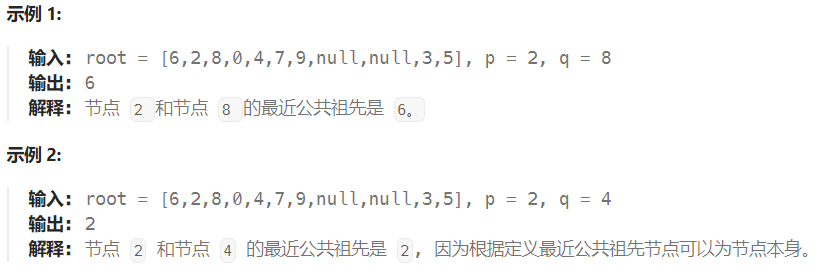 示例 1:
输入: root = [6,2,8,0,4,7,9,null,null,3,5], p = 2, q = 8
输出: 6
解释: 节点 2 和节点 8 的最近公共祖先是 6。
示例 2:
输入: root = [6,2,8,0,4,7,9,null,null,3,5], p = 2, q = 4
输出: 2
解释: 节点 2 和节点 4 的最近公共祖先是 2, 因为根据定义最近公共祖先节点可以为节点本身。